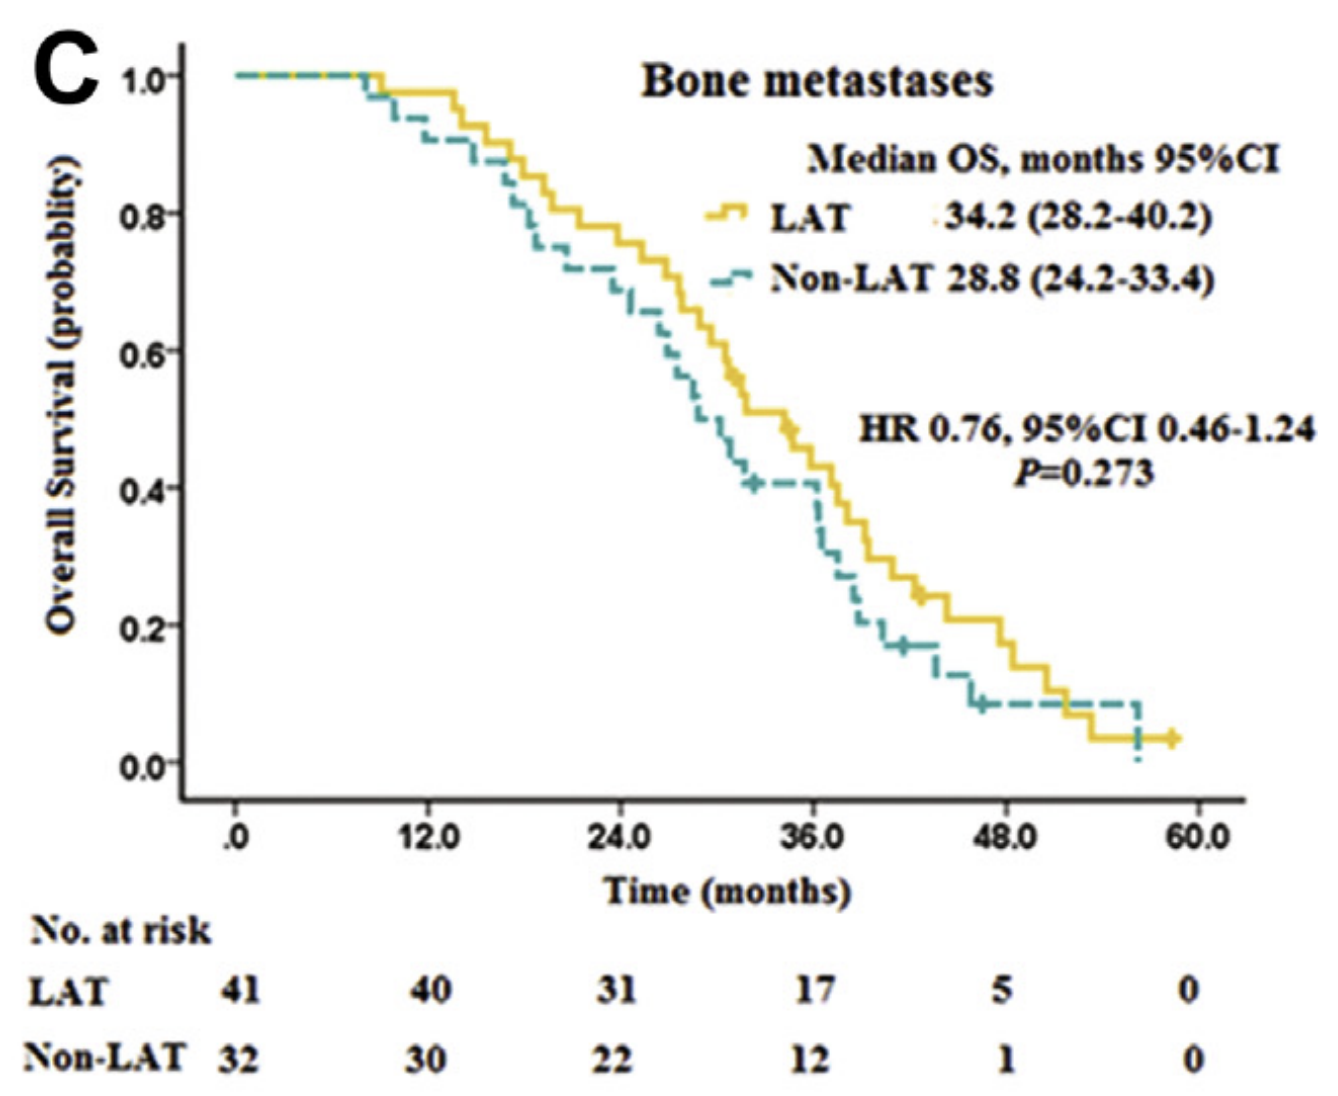 C
Bone metastases
Median OS, months 95%CI
LAT 34.2 (28.2-40.2)
Non-LAT 28.8 (24.2-33.4)
HR 0.76, 95%CI 0.46-1.24
P=0.273
Overall Survival (probablity)
1.0
0.8
0.6
0.4
0.2
0.0
.0 12.0 24.0 36.0 48.0 60.0
Time (months)
No. at risk
LAT 41 40 31 17 5 0
Non-LAT 32 30 22 12 1 0